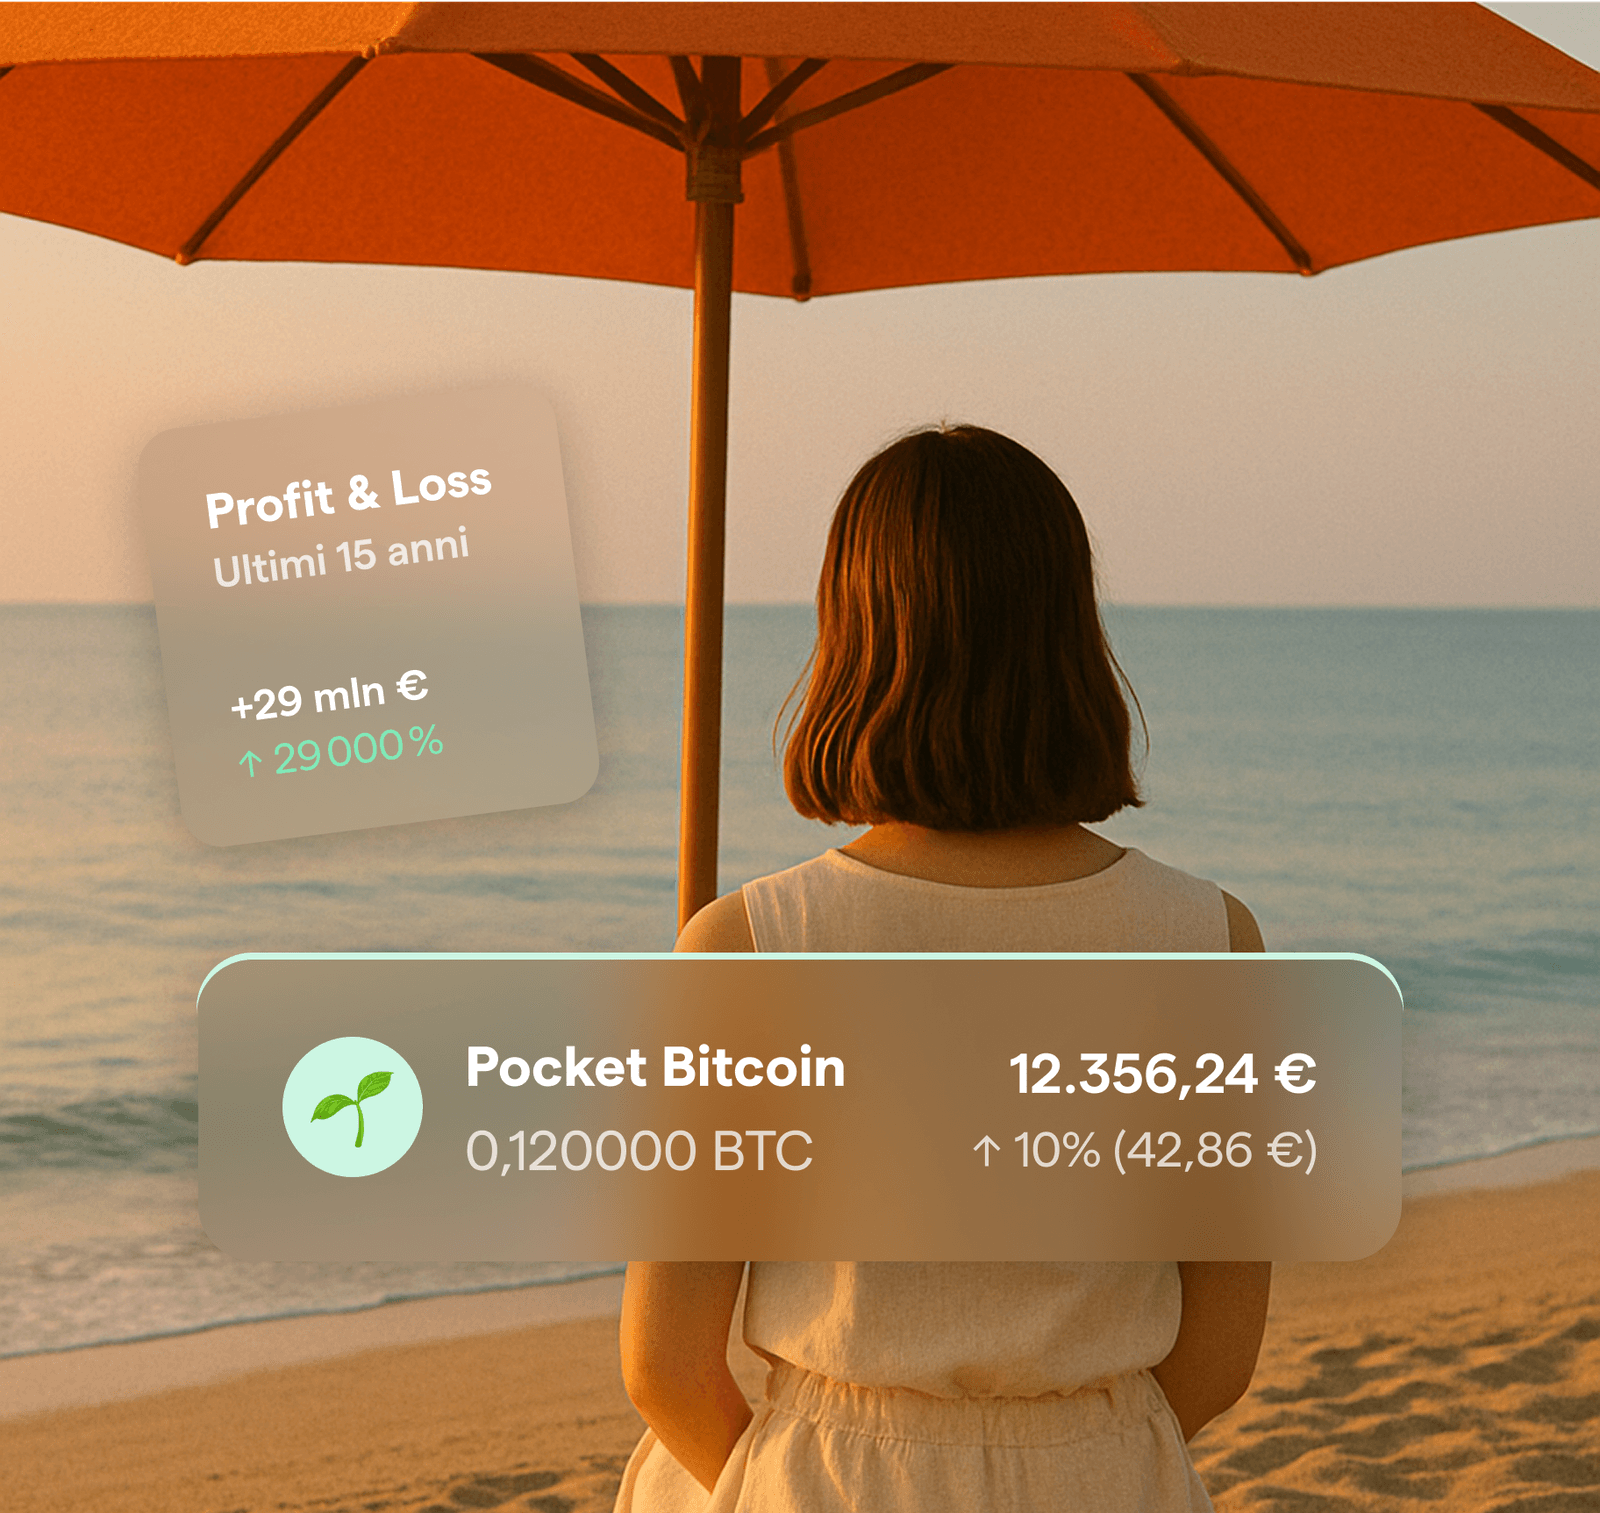 Profit & Loss
Ultimi 15 anni
+29 mln €
↑ 29 000 %
Pocket Bitcoin
12.356,24 €
0,120000 BTC
↑ 10% (42,86 €)